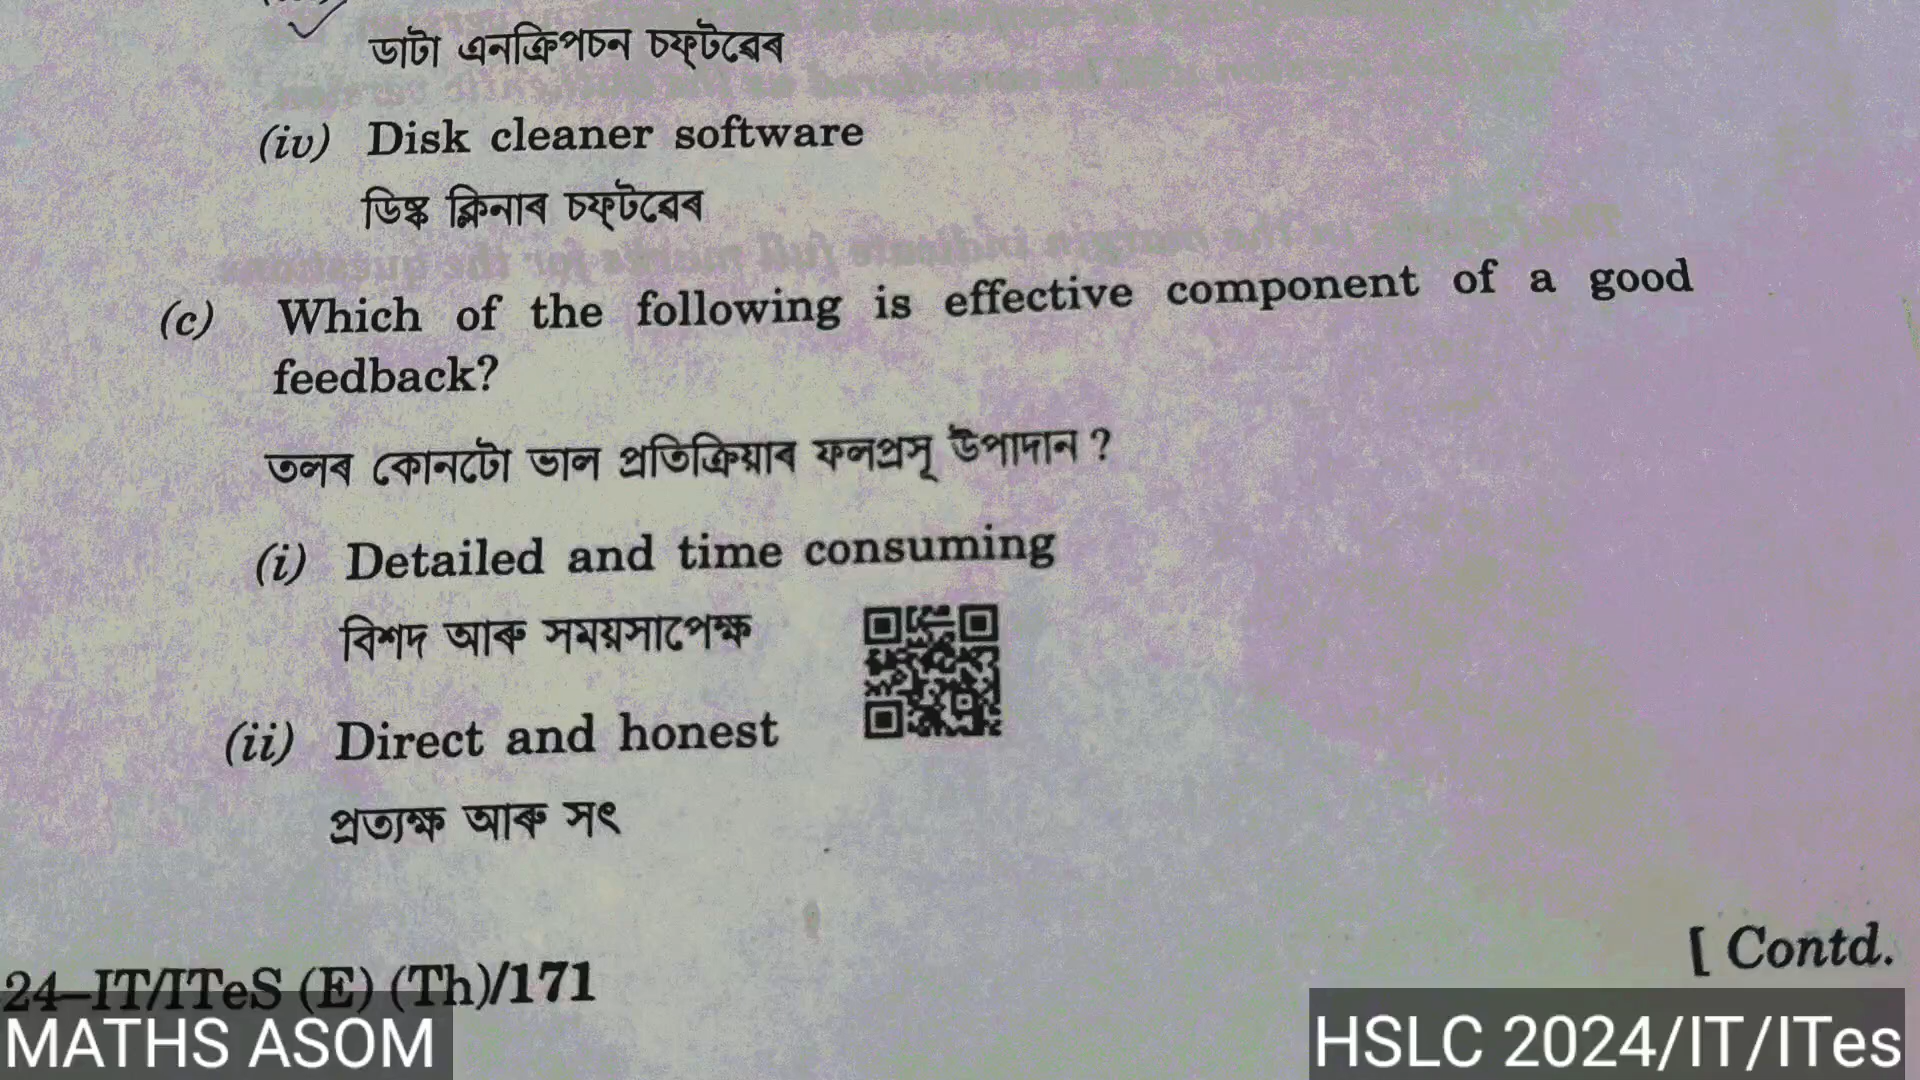 ডাটা এনক্ৰিপচন চফ্‌টৱেৰ
(iv) Disk cleaner software
ডিস্ক ক্লিনাৰ চফ্‌টৱেৰ
(c) Which of the following is effective component of a good
feedback?
তলৰ কোনটো ভাল প্ৰতিক্ৰিয়াৰ ফলপ্ৰসূ উপাদান ?
(i) Detailed and time consuming
বিশদ আৰু সময়সাপেক্ষ
(ii) Direct and honest
প্ৰত্যক্ষ আৰু সৎ
[ Contd.
24–IT/ITeS (E) (Th)/171
MATHS ASOM
HSLC 2024/IT/ITes